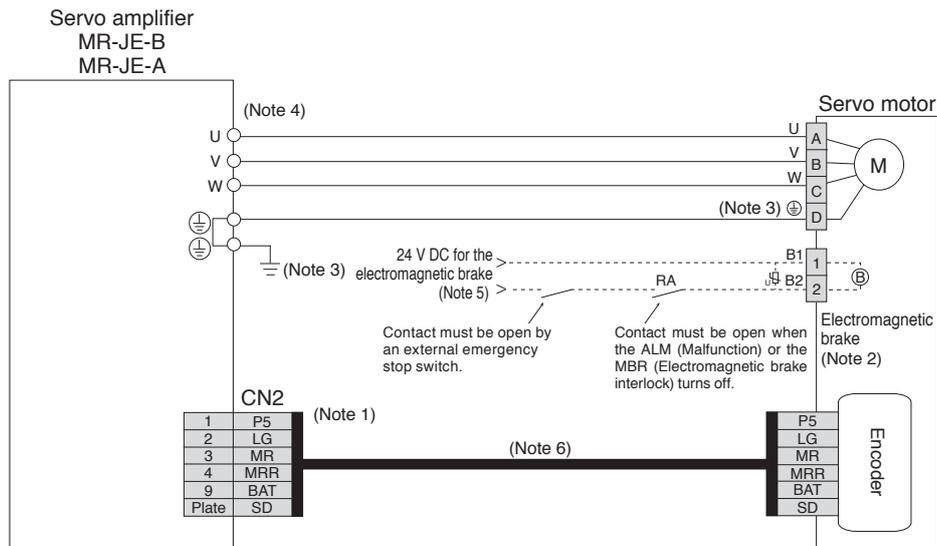 Servo amplifier
MR-JE-B
MR-JE-A
(Note 4)
Servo motor
U
U
A
V
V
B
M
W
W
C
(Note 3)
D
(Note 3)
24 V DC for the
electromagnetic brake
(Note 5)
B1
1
RA
U
B2
2
B
Contact must be open by
an external emergency
stop switch.
Contact must be open when
the ALM (Malfunction) or the
MBR (Electromagnetic brake
interlock) turns off.
Electromagnetic
brake
(Note 2)
CN2
(Note 1)
1 P5
2 LG
3 MR
4 MRR
9 BAT
Plate SD
(Note 6)
P5
LG
MR
MRR
BAT
SD
Encoder